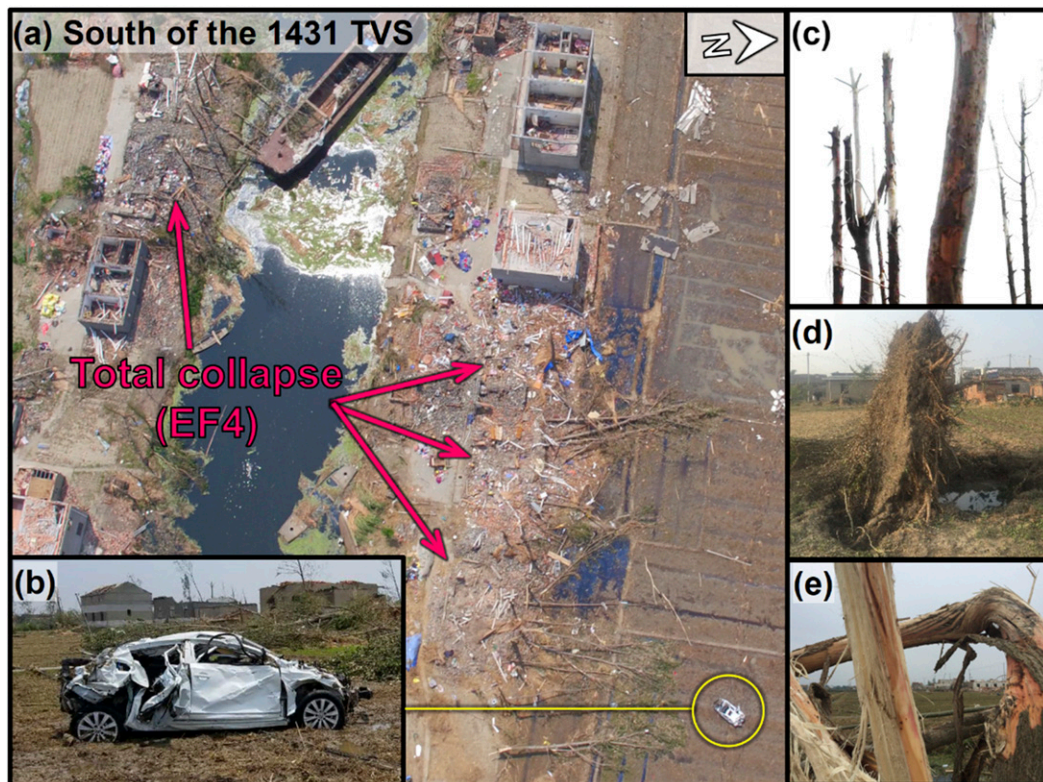 (a) South of the 1431 TVS
N
(c)
Total collapse
(EF4)
(d)
(b)
(e)